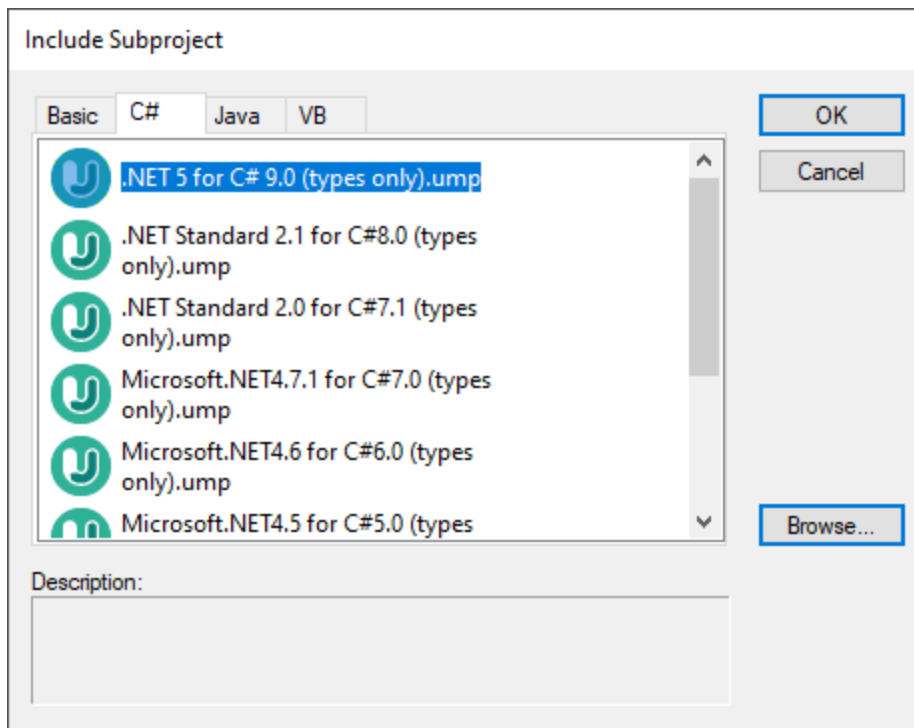 Include Subproject
Basic
C#
Java
VB
OK
.NET 5 for C# 9.0 (types only).ump
Cancel
.NET Standard 2.1 for C#8.0 (types
only).ump
.NET Standard 2.0 for C#7.1 (types
only).ump
Microsoft.NET4.7.1 for C#7.0 (types
only).ump
Microsoft.NET4.6 for C#6.0 (types
only).ump
Microsoft.NET4.5 for C#5.0 (types
Browse...
Description: